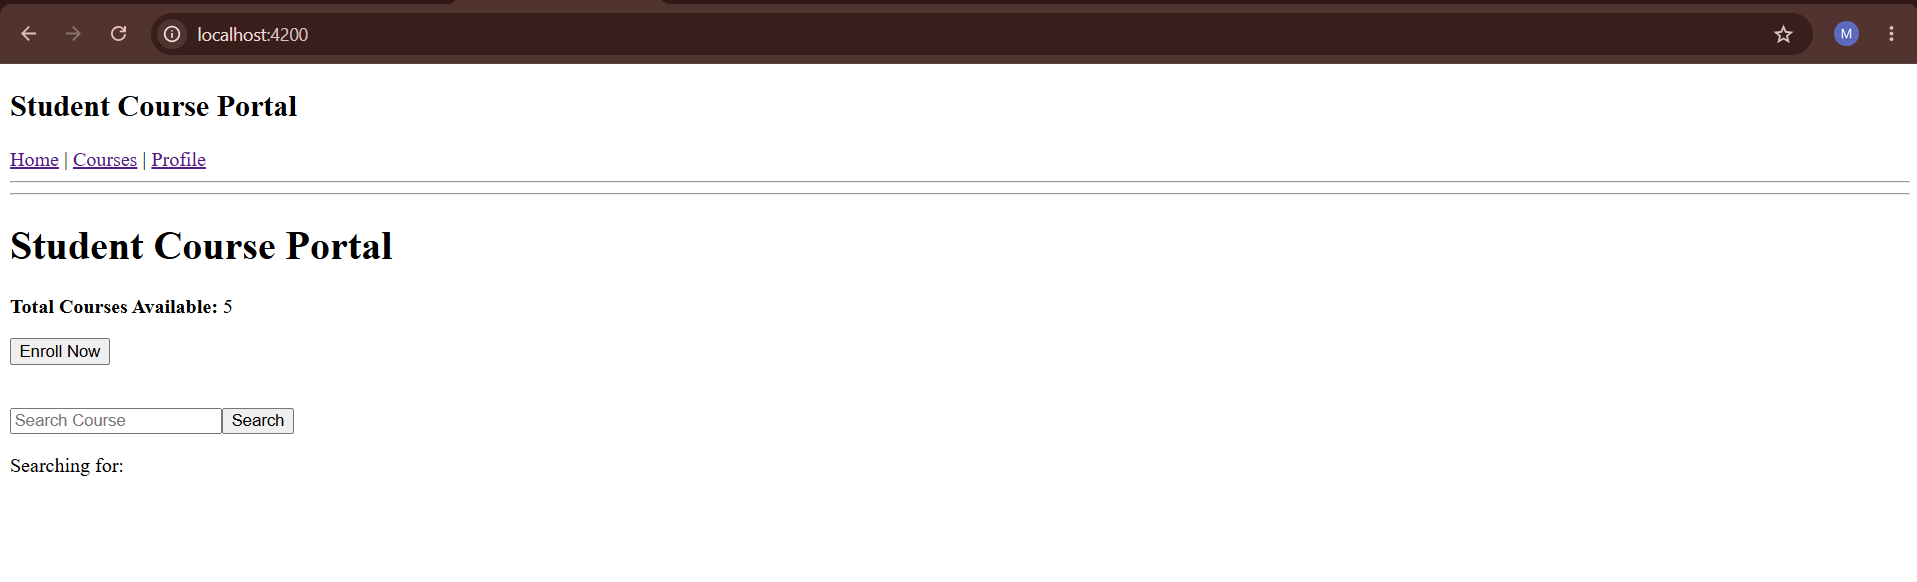 localhost:4200
M
Student Course Portal
Home | Courses | Profile
Student Course Portal
Total Courses Available: 5
Enroll Now
Search Course Search
Searching for: